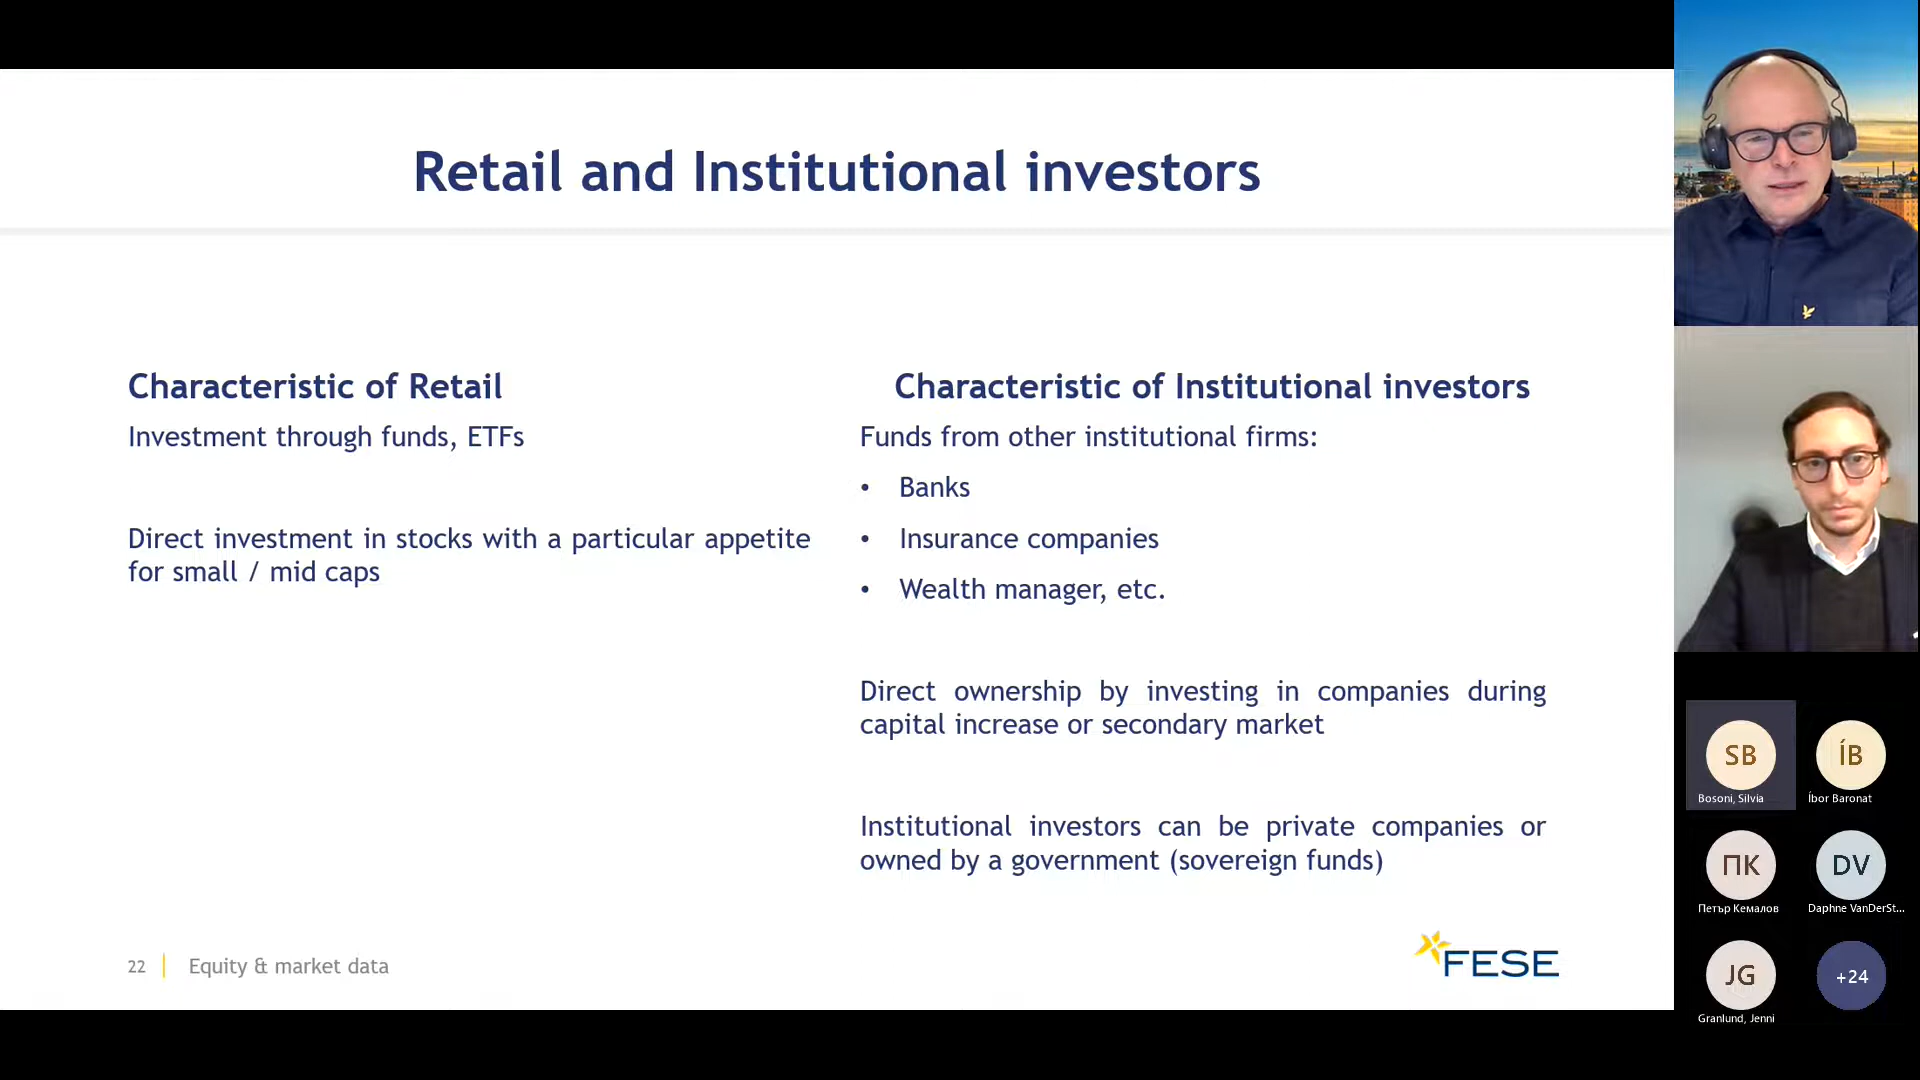 Retail and Institutional investors
Characteristic of Retail
Investment through funds, ETFs
Direct investment in stocks with a particular appetite
for small / mid caps
Characteristic of Institutional investors
Funds from other institutional firms:
• Banks
• Insurance companies
• Wealth manager, etc.
Direct ownership by investing in companies during
capital increase or secondary market
Institutional investors can be private companies or
owned by a government (sovereign funds)
22
Equity & market data
FESE
SB
Bosoni, Silvia
ÍB
Íbor Baronat
ПК
Петър Кемалов
DV
Daphne VanDerSt...
JG
Granlund, Jenni
+24